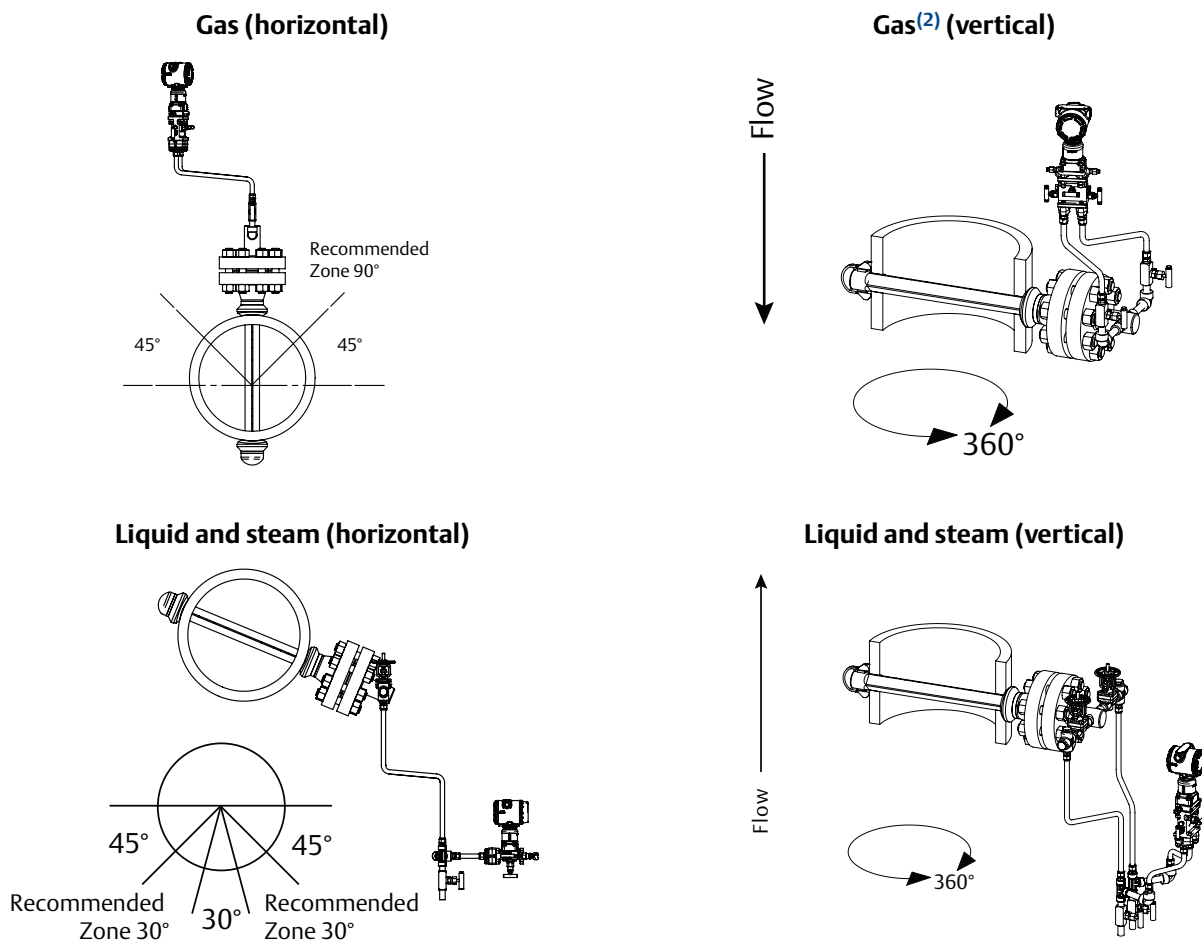 Gas (horizontal)
Recommended
Zone 90°
45°
45°
Gas(2) (vertical)
Flow
360°
Liquid and steam (horizontal)
45°
45°
Recommended
Zone 30°
30°
Recommended
Zone 30°
Liquid and steam (vertical)
Flow
360°